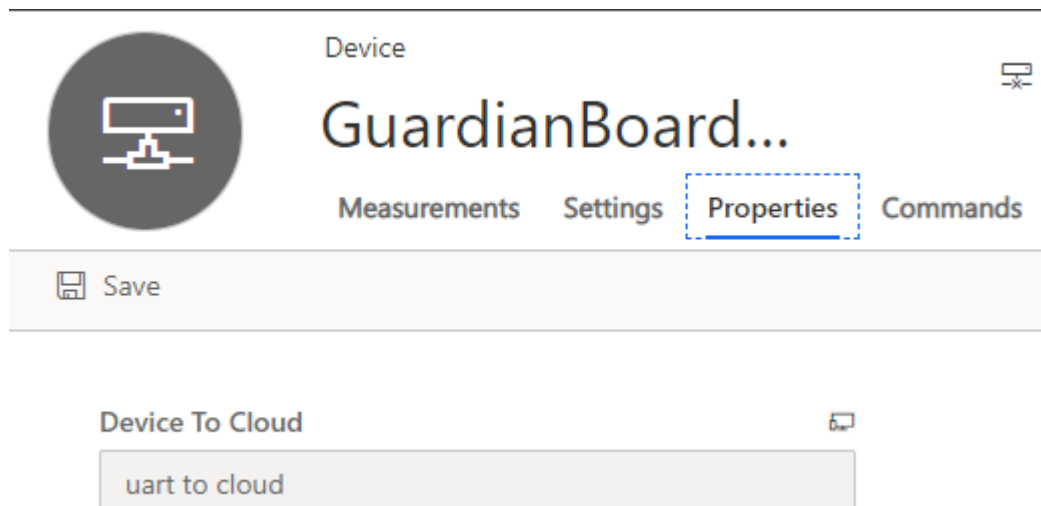 Device
GuardianBoard...
Measurements Settings Properties Commands
Save
Device To Cloud
uart to cloud